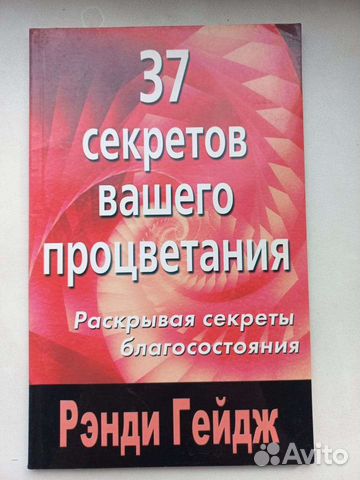 37
секретов
вашего
процветания
Раскрывая секреты
благосостояния
Рэнди Гейдж
Avito